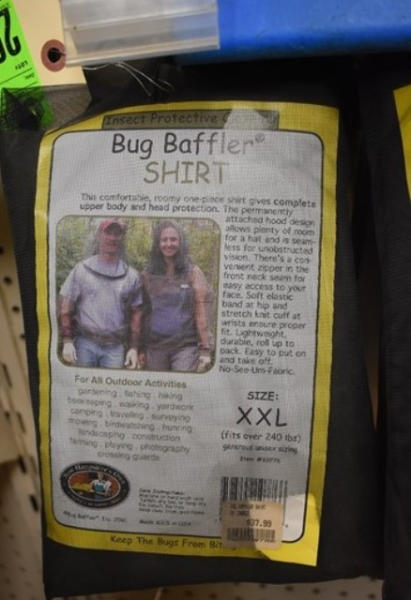 Insect Protective
Bug Baffler®
SHIRT
This comfortable, roomy one-piece shirt gives complete
upper body and head protection. The permanently
attached hood design
allows plenty of room
for a hat and is seam-
less for unobstructed
vision. There's a con-
venient zipper in the
front neck seam for
easy access to your
face. Soft elastic
band at hip and
stretch knit cuff at
wrists ensure proper
fit. Lightweight,
durable, roll up to
pack. Easy to put on
and take off.
No-See-Um-Fabric.
For All Outdoor Activities
gardening . fishing . hiking
beekeeping . walking . yardwork
camping . traveling . surveying
mowing . birdwatching . hunting
landscaping . construction
farming . playing . photography
crossing guards
SIZE:
XXL
(fits over 240 lbs)
generous unisex sizing
Bug Baffler® Inc
Made in USA
$37.99
Keep The Bugs From